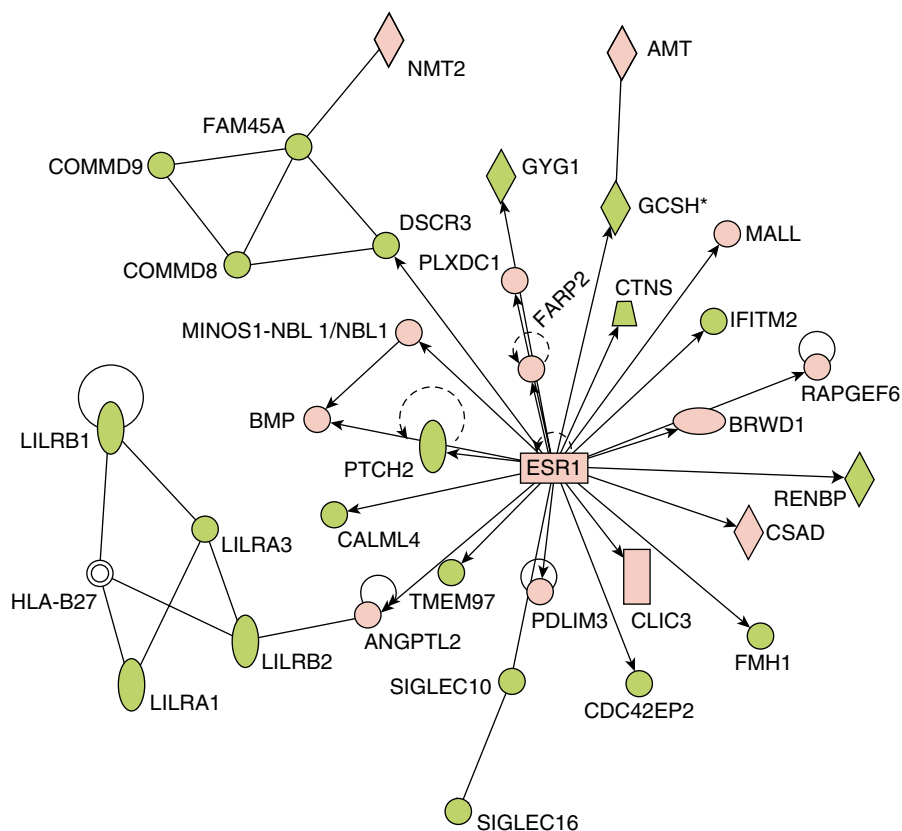 AMT
NMT2
FAM45A
COMMD9
GYG1
GCSH*
DSCR3
MALL
PLXDC1
COMMD8
CTNS
FARP2
MINOS1-NBL 1/NBL1
IFITM2
RAPGEF6
BMP
BRWD1
LILRB1
PTCH2
ESR1
RENBP
CSAD
CALML4
LILRA3
HLA-B27
TMEM97
PDLIM3
CLIC3
ANGPTL2
LILRB2
FMH1
SIGLEC10
LILRA1
CDC42EP2
SIGLEC16